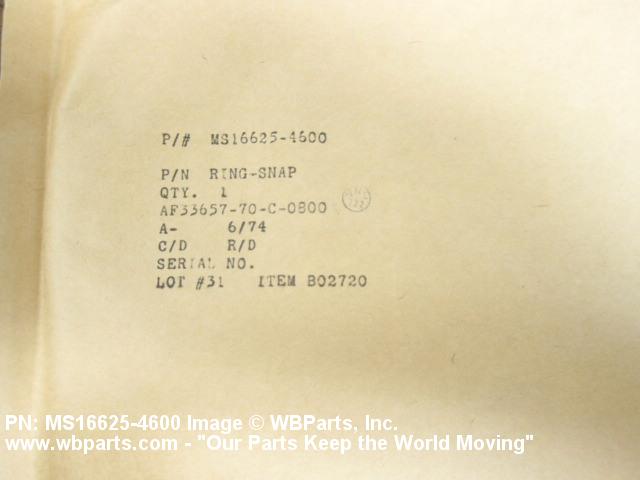 P/# MS16625-4600
P/N RING-SNAP
QTY. 1
AF33657-70-C-0800
A- 6/74
C/D R/D
SERIAL NO.
LOT #31 ITEM B02720
PN: MS16625-4600 Image © WBParts, Inc.
www.wbparts.com - "Our Parts Keep the World Moving"